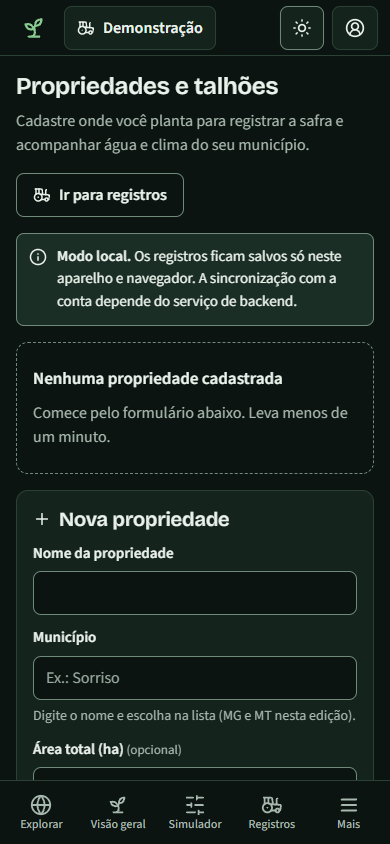 Demonstração
Propriedades e talhões
Cadastre onde você planta para registrar a safra e
acompanhar água e clima do seu município.
Ir para registros
Modo local. Os registros ficam salvos só neste
aparelho e navegador. A sincronização com a
conta depende do serviço de backend.
Nenhuma propriedade cadastrada
Comece pelo formulário abaixo. Leva menos de
um minuto.
Nova propriedade
Nome da propriedade
Município
Ex.: Sorriso
Digite o nome e escolha na lista (MG e MT nesta edição).
Área total (ha) (opcional)
Explorar
Visão geral
Simulador
Registros
Mais